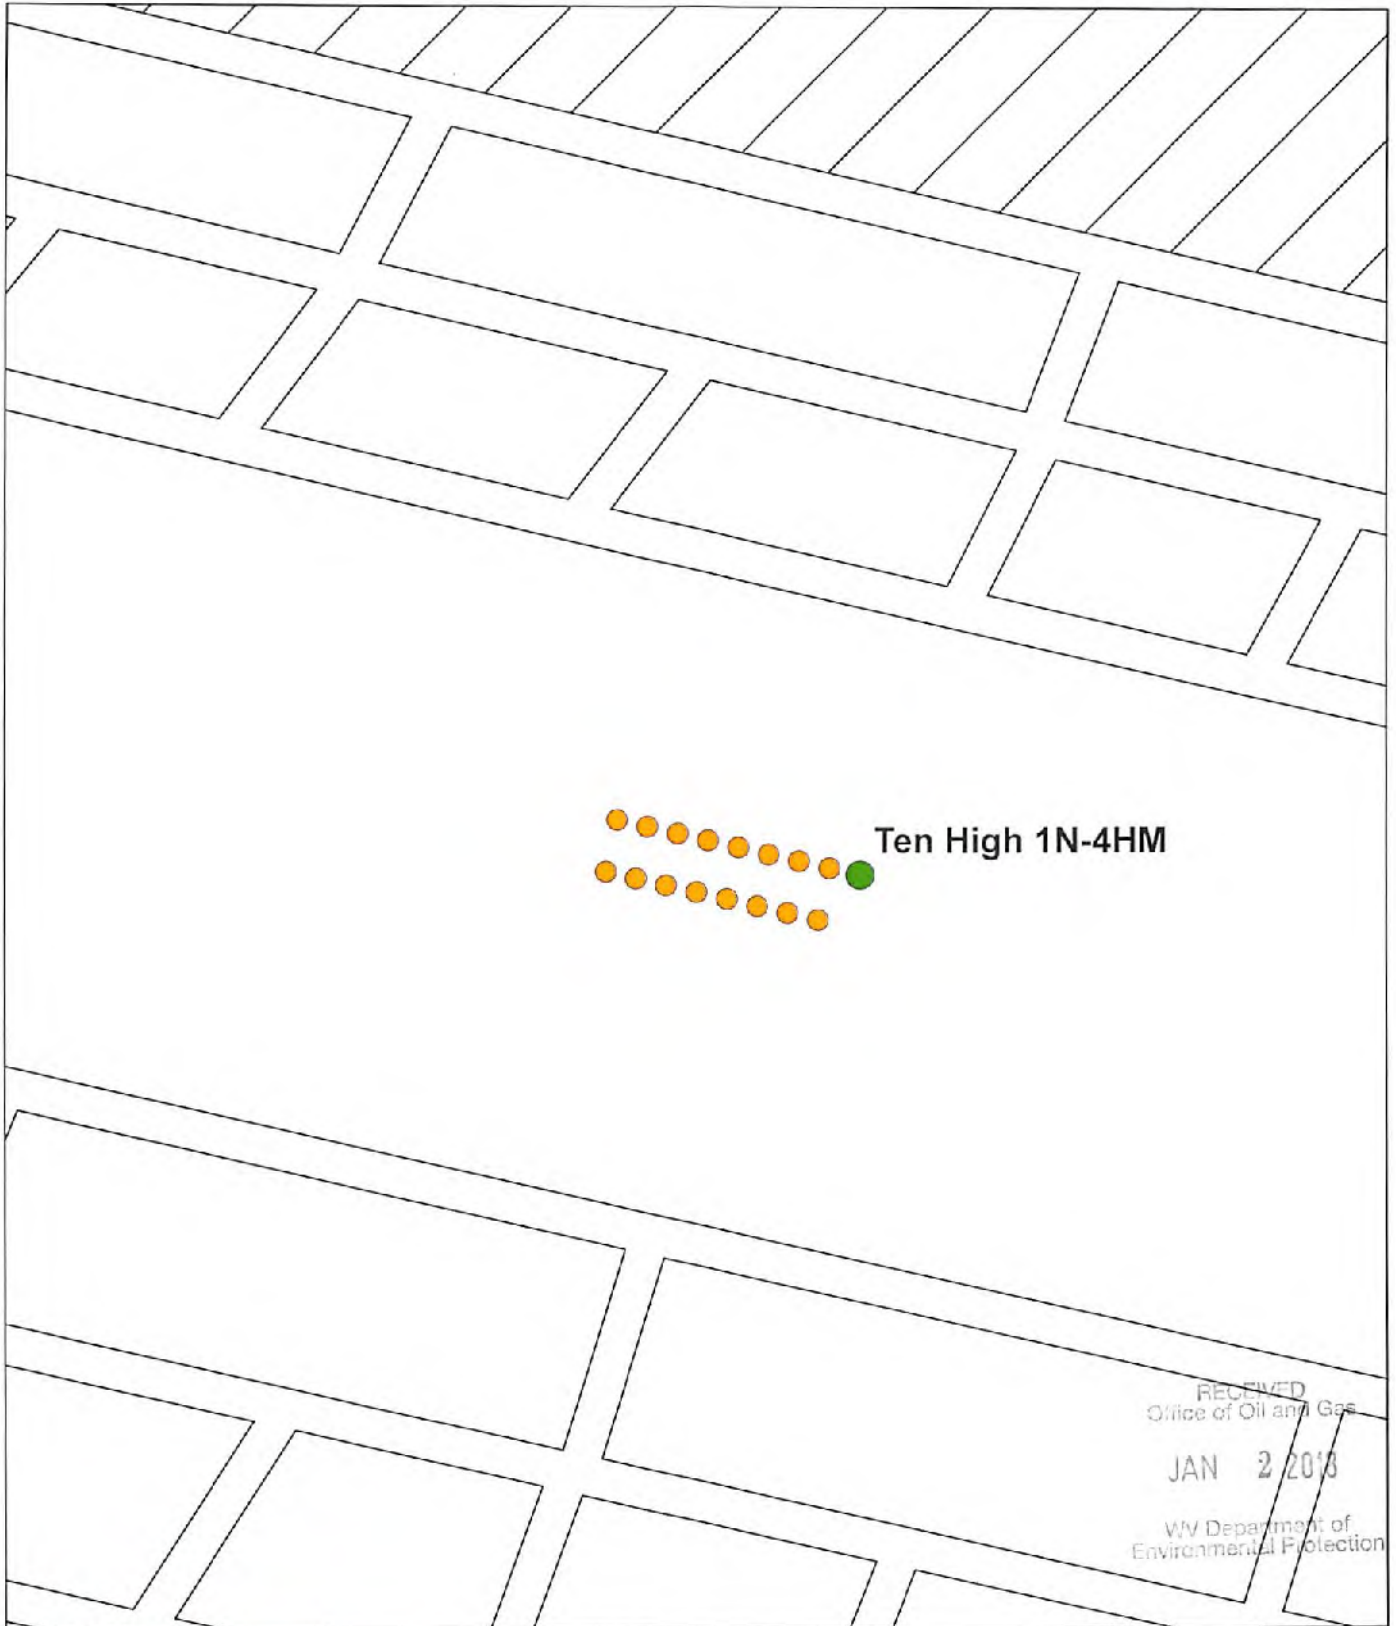 Ten High 1N-4HM
RECEIVED
Office of Oil and Gas
JAN 2 2018
WV Department of
Environmental Protection